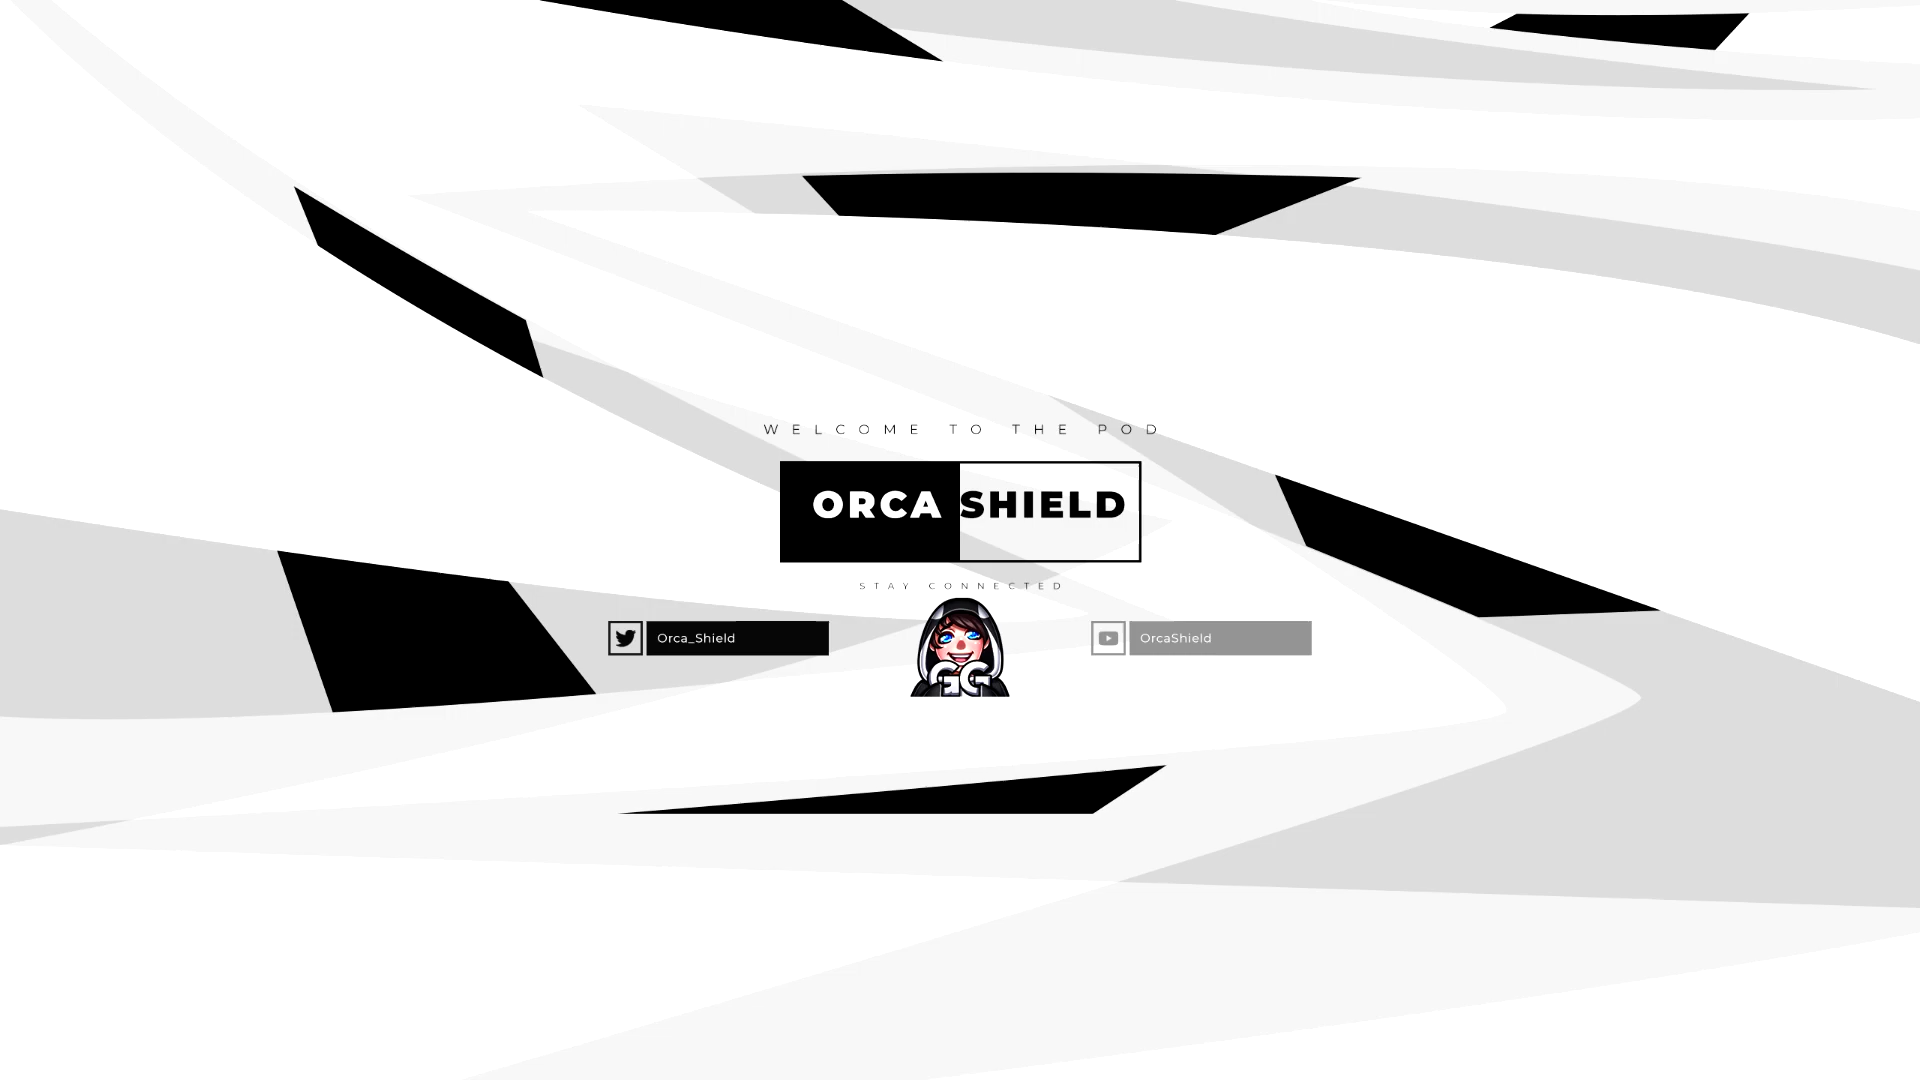 WELCOME TO THE POD
ORCA SHIELD
STAY CONNECTED
Orca_Shield
GG
OrcaShield